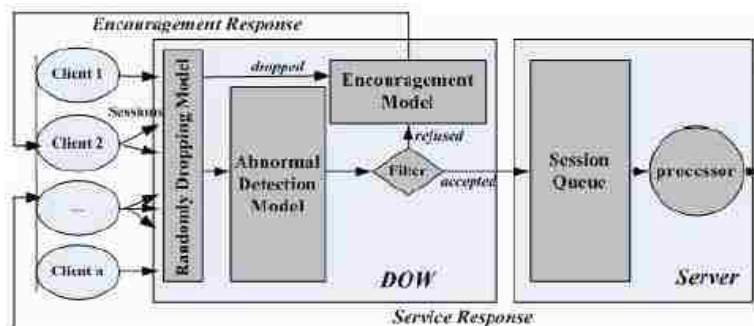 Encouragement Response
Client 1
Client 2
...
Client n
Sessions
Randomly Dropping Model
dropped
Encouragement
Model
refused
Abnormal
Detection
Model
Filter
accepted
DOW
Session
Queue
processor
Server
Service Response